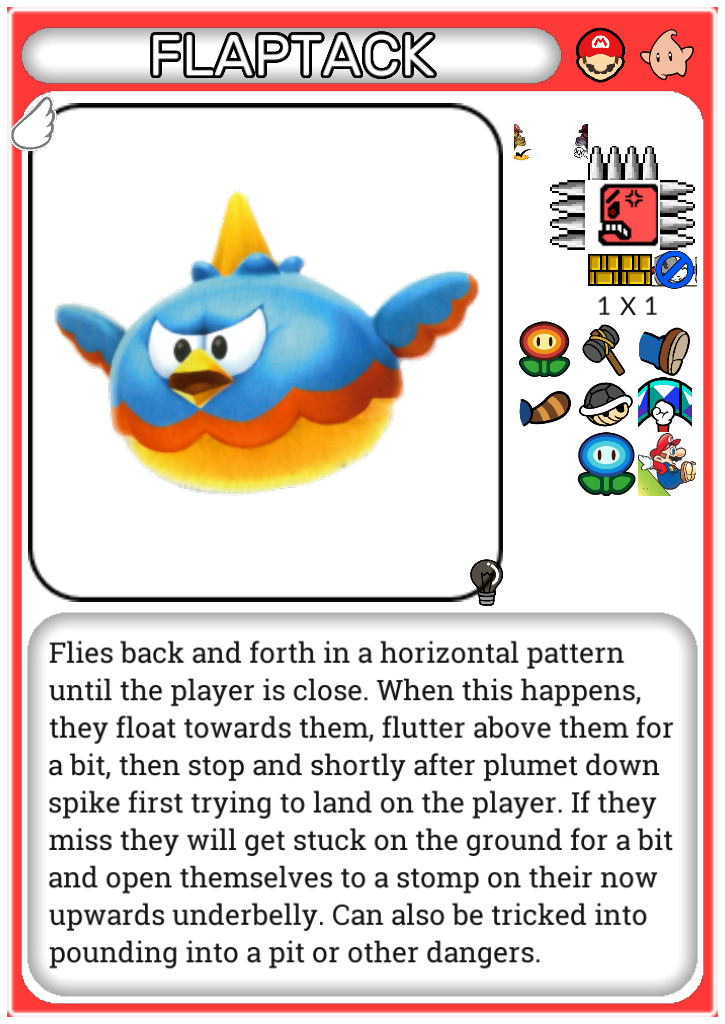 FLAPTACK
1 X 1
Flies back and forth in a horizontal pattern
until the player is close. When this happens,
they float towards them, flutter above them for
a bit, then stop and shortly after plumet down
spike first trying to land on the player. If they
miss they will get stuck on the ground for a bit
and open themselves to a stomp on their now
upwards underbelly. Can also be tricked into
pounding into a pit or other dangers.